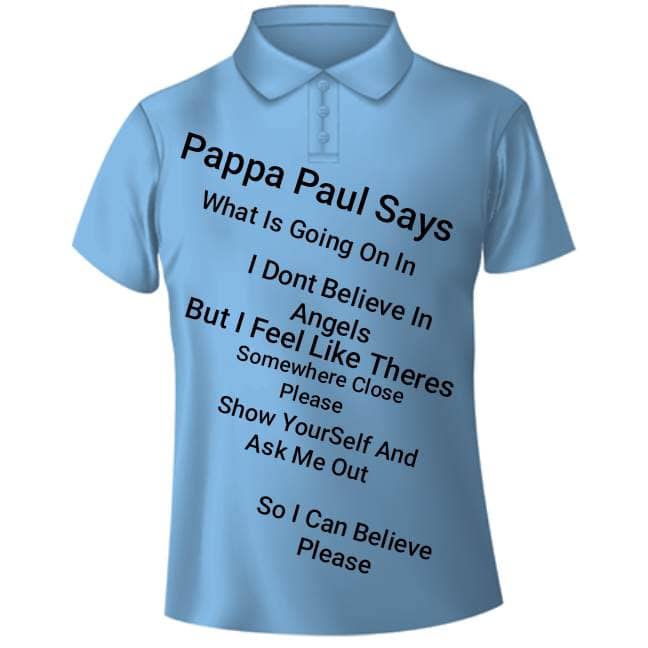 Pappa Paul Says
What Is Going On In
I Dont Believe In
Angels
But I Feel Like Theres
Somewhere Close
Please
Show YourSelf And
Ask Me Out
So I Can Believe
Please